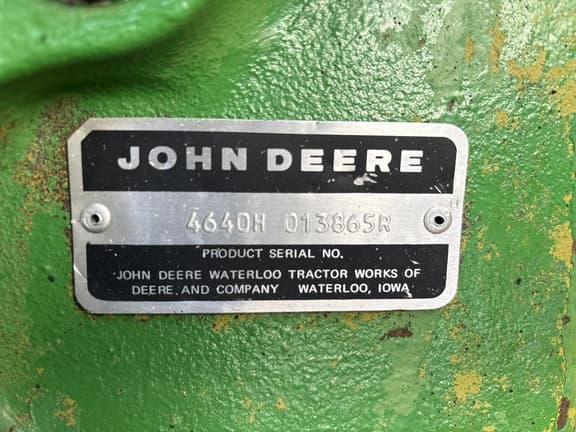 JOHN DEERE
4640H 013865R
PRODUCT SERIAL NO.
JOHN DEERE WATERLOO TRACTOR WORKS OF
DEERE AND COMPANY WATERLOO, IOWA